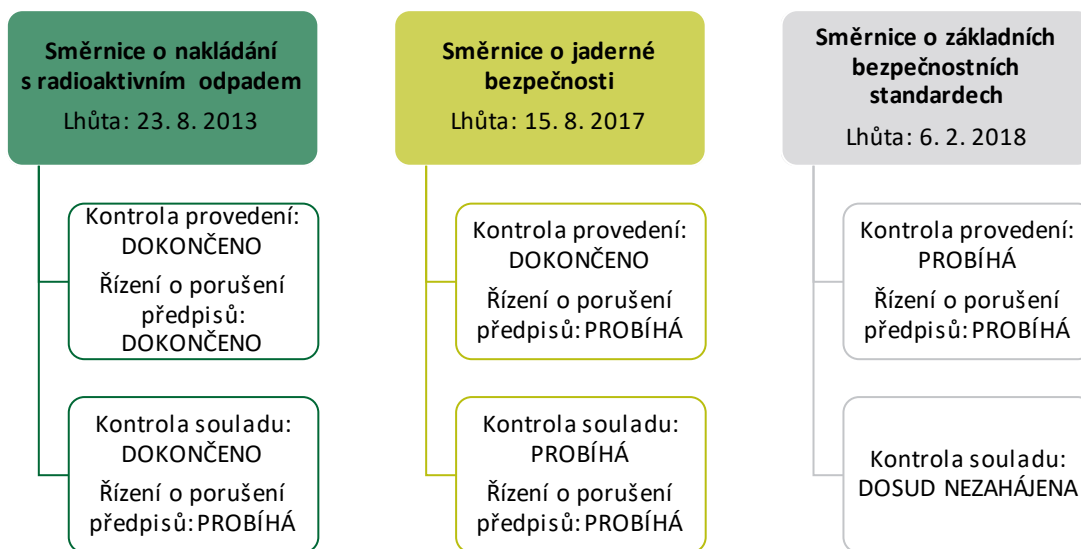 Směrnice o nakládání
s radioaktivním odpadem
Lhůta: 23. 8. 2013
Kontrola provedení:
DOKONČENO
Řízení o porušení
předpisů:
DOKONČENO
Kontrola souladu:
DOKONČENO
Řízení o porušení
předpisů: PROBÍHÁ
Směrnice o jaderné
bezpečnosti
Lhůta: 15. 8. 2017
Kontrola provedení:
DOKONČENO
Řízení o porušení
předpisů: PROBÍHÁ
Kontrola souladu:
PROBÍHÁ
Řízení o porušení
předpisů: PROBÍHÁ
Směrnice o základních
bezpečnostních
standardech
Lhůta: 6. 2. 2018
Kontrola provedení:
PROBÍHÁ
Řízení o porušení
předpisů: PROBÍHÁ
Kontrola souladu:
DOSUD NEZAHÁJENA